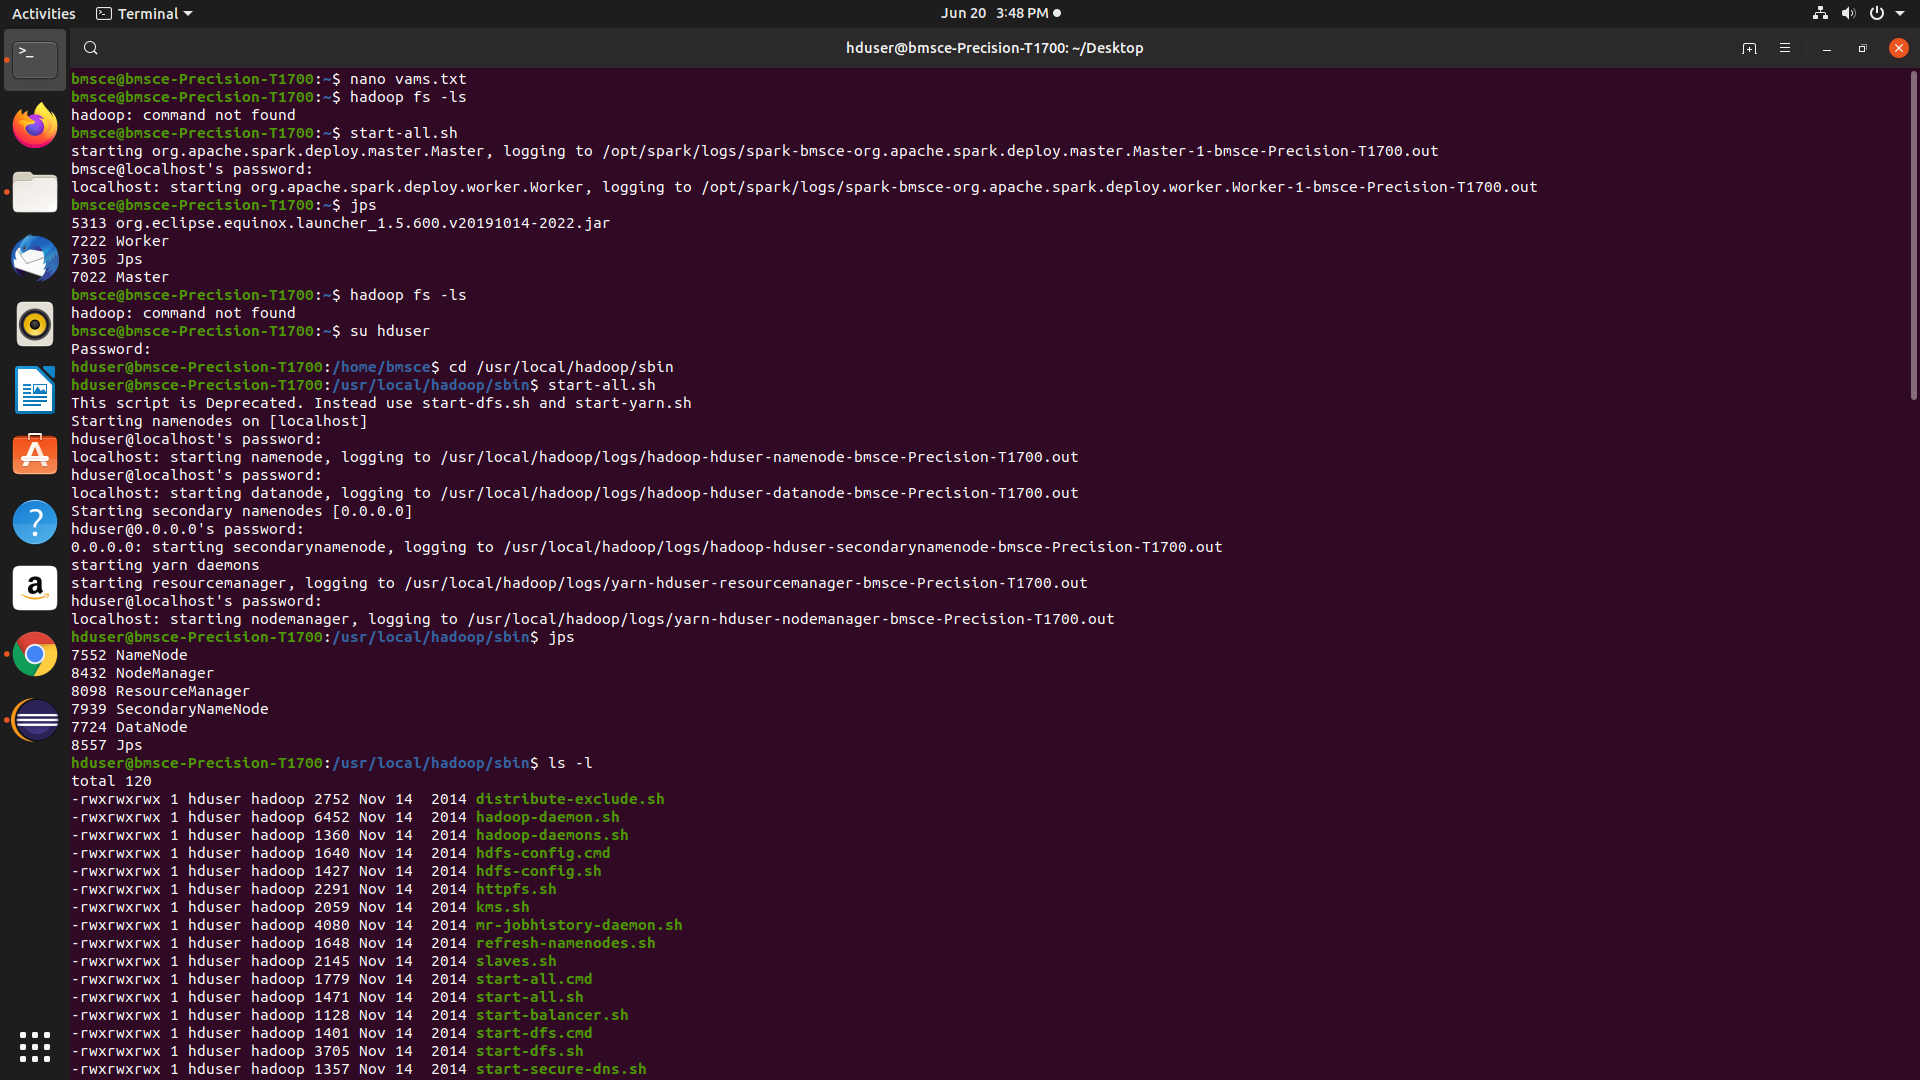 Activities Terminal Jun 20 3:48 PM
hduser@bmsce-Precision-T1700: ~/Desktop
bmsce@bmsce-Precision-T1700:~$ nano vams.txt
bmsce@bmsce-Precision-T1700:~$ hadoop fs -ls
hadoop: command not found
bmsce@bmsce-Precision-T1700:~$ start-all.sh
starting org.apache.spark.deploy.master.Master, logging to /opt/spark/logs/spark-bmsce-org.apache.spark.deploy.master.Master-1-bmsce-Precision-T1700.out
bmsce@localhost's password:
localhost: starting org.apache.spark.deploy.worker.Worker, logging to /opt/spark/logs/spark-bmsce-org.apache.spark.deploy.worker.Worker-1-bmsce-Precision-T1700.out
bmsce@bmsce-Precision-T1700:~$ jps
5313 org.eclipse.equinox.launcher_1.5.600.v20191014-2022.jar
7222 Worker
7305 Jps
7022 Master
bmsce@bmsce-Precision-T1700:~$ hadoop fs -ls
hadoop: command not found
bmsce@bmsce-Precision-T1700:~$ su hduser
Password:
hduser@bmsce-Precision-T1700:/home/bmsce$ cd /usr/local/hadoop/sbin
hduser@bmsce-Precision-T1700:/usr/local/hadoop/sbin$ start-all.sh
This script is Deprecated. Instead use start-dfs.sh and start-yarn.sh
Starting namenodes on [localhost]
hduser@localhost's password:
localhost: starting namenode, logging to /usr/local/hadoop/logs/hadoop-hduser-namenode-bmsce-Precision-T1700.out
hduser@localhost's password:
localhost: starting datanode, logging to /usr/local/hadoop/logs/hadoop-hduser-datanode-bmsce-Precision-T1700.out
Starting secondary namenodes [0.0.0.0]
hduser@0.0.0.0's password:
0.0.0.0: starting secondarynamenode, logging to /usr/local/hadoop/logs/hadoop-hduser-secondarynamenode-bmsce-Precision-T1700.out
starting yarn daemons
starting resourcemanager, logging to /usr/local/hadoop/logs/yarn-hduser-resourcemanager-bmsce-Precision-T1700.out
hduser@localhost's password:
localhost: starting nodemanager, logging to /usr/local/hadoop/logs/yarn-hduser-nodemanager-bmsce-Precision-T1700.out
hduser@bmsce-Precision-T1700:/usr/local/hadoop/sbin$ jps
7552 NameNode
8432 NodeManager
8098 ResourceManager
7939 SecondaryNameNode
7724 DataNode
8557 Jps
hduser@bmsce-Precision-T1700:/usr/local/hadoop/sbin$ ls -l
total 120
-rwxrwxrwx 1 hduser hadoop 2752 Nov 14  2014 distribute-exclude.sh
-rwxrwxrwx 1 hduser hadoop 6452 Nov 14  2014 hadoop-daemon.sh
-rwxrwxrwx 1 hduser hadoop 1360 Nov 14  2014 hadoop-daemons.sh
-rwxrwxrwx 1 hduser hadoop 1640 Nov 14  2014 hdfs-config.cmd
-rwxrwxrwx 1 hduser hadoop 1427 Nov 14  2014 hdfs-config.sh
-rwxrwxrwx 1 hduser hadoop 2291 Nov 14  2014 httpfs.sh
-rwxrwxrwx 1 hduser hadoop 2059 Nov 14  2014 kms.sh
-rwxrwxrwx 1 hduser hadoop 4080 Nov 14  2014 mr-jobhistory-daemon.sh
-rwxrwxrwx 1 hduser hadoop 1648 Nov 14  2014 refresh-namenodes.sh
-rwxrwxrwx 1 hduser hadoop 2145 Nov 14  2014 slaves.sh
-rwxrwxrwx 1 hduser hadoop 1779 Nov 14  2014 start-all.cmd
-rwxrwxrwx 1 hduser hadoop 1471 Nov 14  2014 start-all.sh
-rwxrwxrwx 1 hduser hadoop 1128 Nov 14  2014 start-balancer.sh
-rwxrwxrwx 1 hduser hadoop 1401 Nov 14  2014 start-dfs.cmd
-rwxrwxrwx 1 hduser hadoop 3705 Nov 14  2014 start-dfs.sh
-rwxrwxrwx 1 hduser hadoop 1357 Nov 14  2014 start-secure-dns.sh